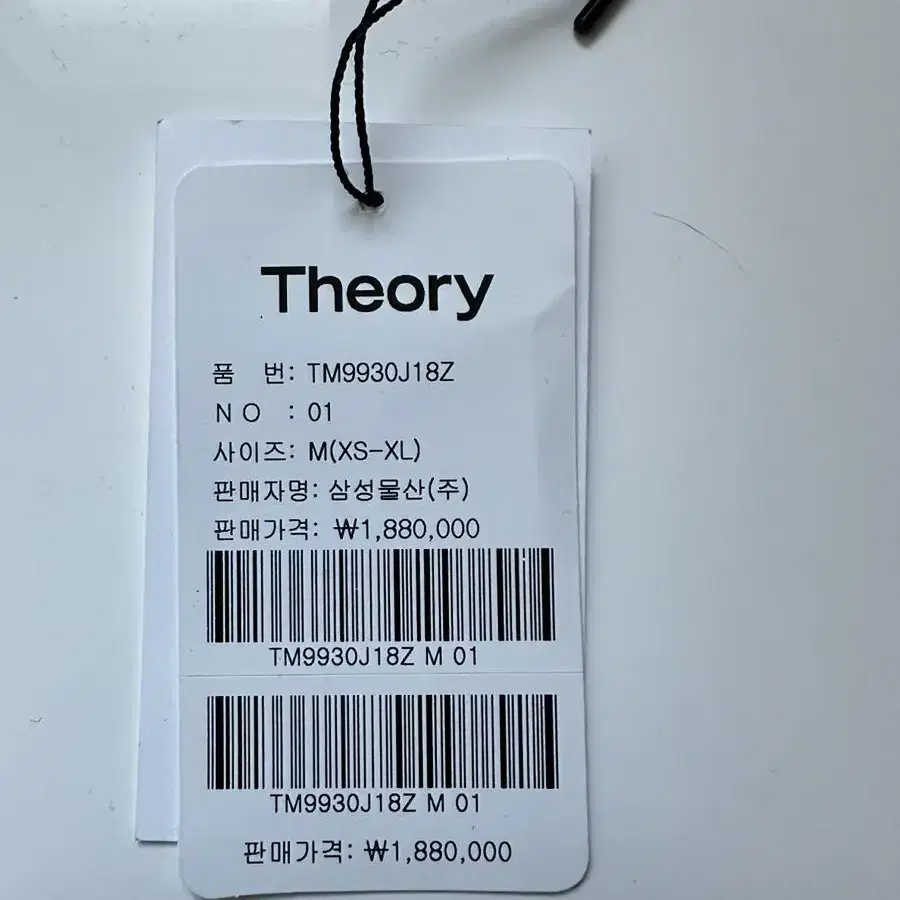 Theory
품 번: TM9930J18Z
NO : 01
사이즈: M(XS-XL)
판매자명: 삼성물산(주)
판매가격: ₩1,880,000
TM9930J18Z M 01
TM9930J18Z M 01
판매가격: ₩1,880,000